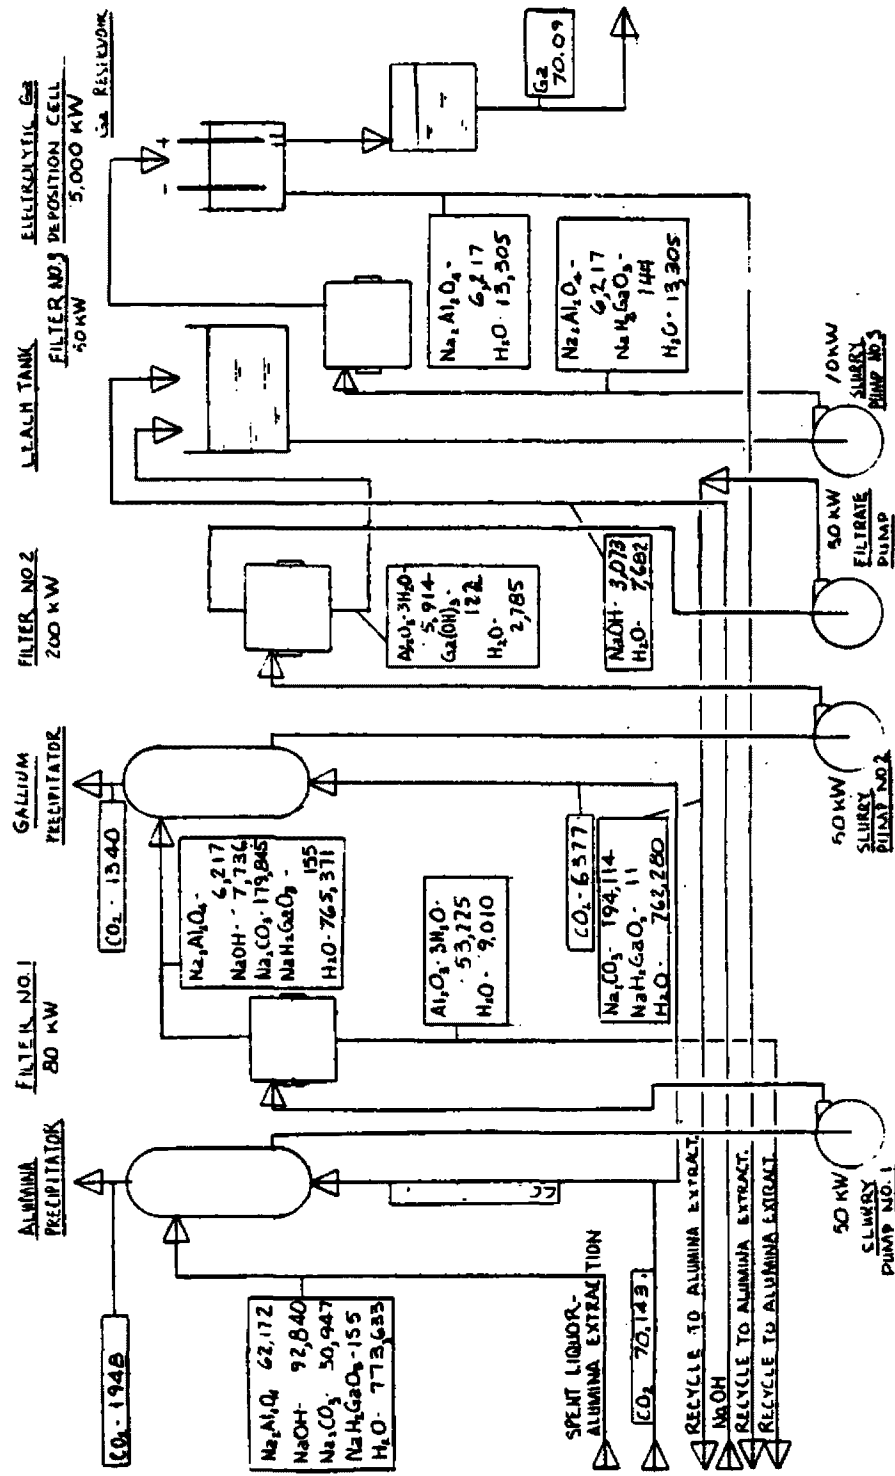 ALUMINA
PRECIPITATOR
FILTER NO.1
80 KW
GALLIUM
PRECIPITATOR
FILTER NO 2
200 KW
LEACH TANK
FILTER NO.3
50 KW
ELECTROLYTIC Ga
DEPOSITION CELL
5,000 KW
Ga RESERVOIR
CO₂ - 1948
CO₂ - 1340
- +
Na₂Al₂O₄ 62,172
NaOH - 92,840
Na₂CO₃ - 50,947
NaH₂GaO₃ - 155
H₂O - 773,633
Na₂Al₂O₄ -
6,217
NaOH - 7,736
Na₂CO₃ - 179,845
NaH₂GaO₃ -
155
H₂O - 765,371
Al₂O₃·3H₂O -
53,225
H₂O - 9,010
Al₂O₃·3H₂O -
5,914
Ga(OH)₃ -
122
H₂O -
2,785
Na₂Al₂O₄ -
6,217
H₂O - 13,305
Ga
70.09
Na₂Al₂O₄ -
6,217
NaH₂GaO₃ -
144
H₂O - 13,305
CO₂ - 6377
Na₂CO₃ - 194,114
NaH₂GaO₃ - 11
H₂O - 762,280
NaOH - 3,073
H₂O - 7,682
SPENT LIQUOR -
ALUMINA EXTRACTION
CO₂ 70,143
RECYCLE TO ALUMINA EXTRACT.
NaOH
RECYCLE TO ALUMINA EXTRACT.
RECYCLE TO ALUMINA EXTRACT.
50 KW
SLURRY
PUMP NO. 1
50 KW
SLURRY
PUMP NO 2
50 KW
FILTRATE
PUMP
10 KW
SLURRY
PUMP NO 3